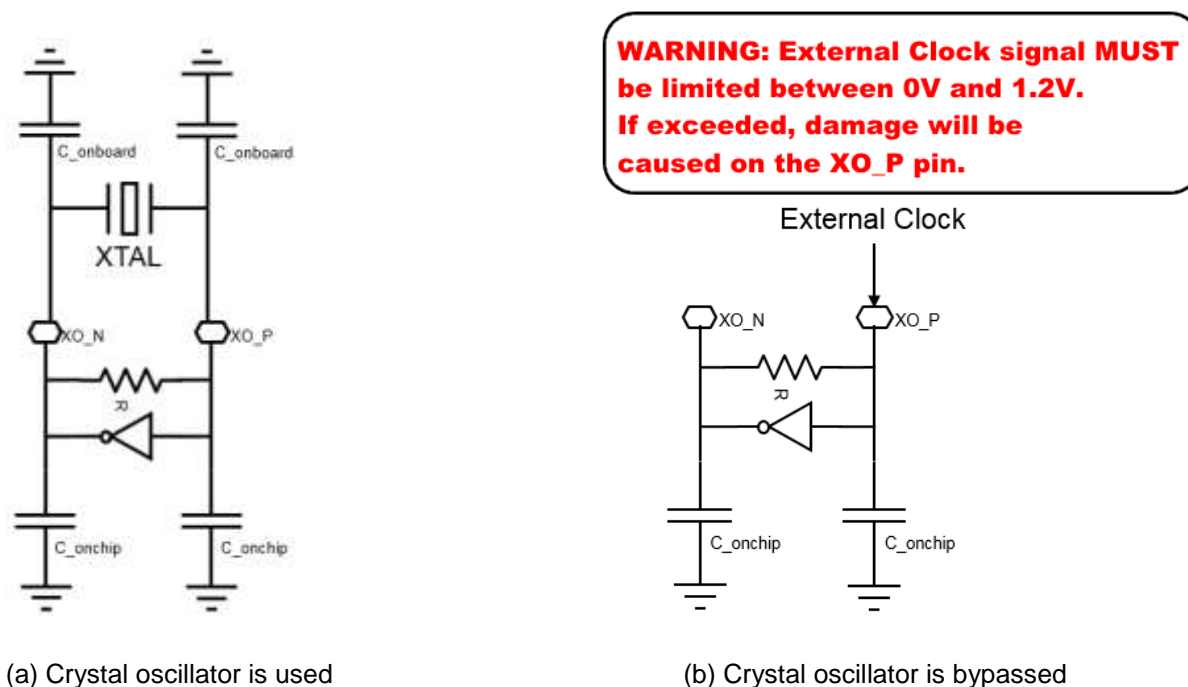 WARNING: External Clock signal MUST
be limited between 0V and 1.2V.
If exceeded, damage will be
caused on the XO_P pin.
C_onboard
C_onboard
XTAL
XO_N
XO_P
R
C_onchip
C_onchip
(a) Crystal oscillator is used
External Clock
XO_N
XO_P
R
C_onchip
C_onchip
(b) Crystal oscillator is bypassed